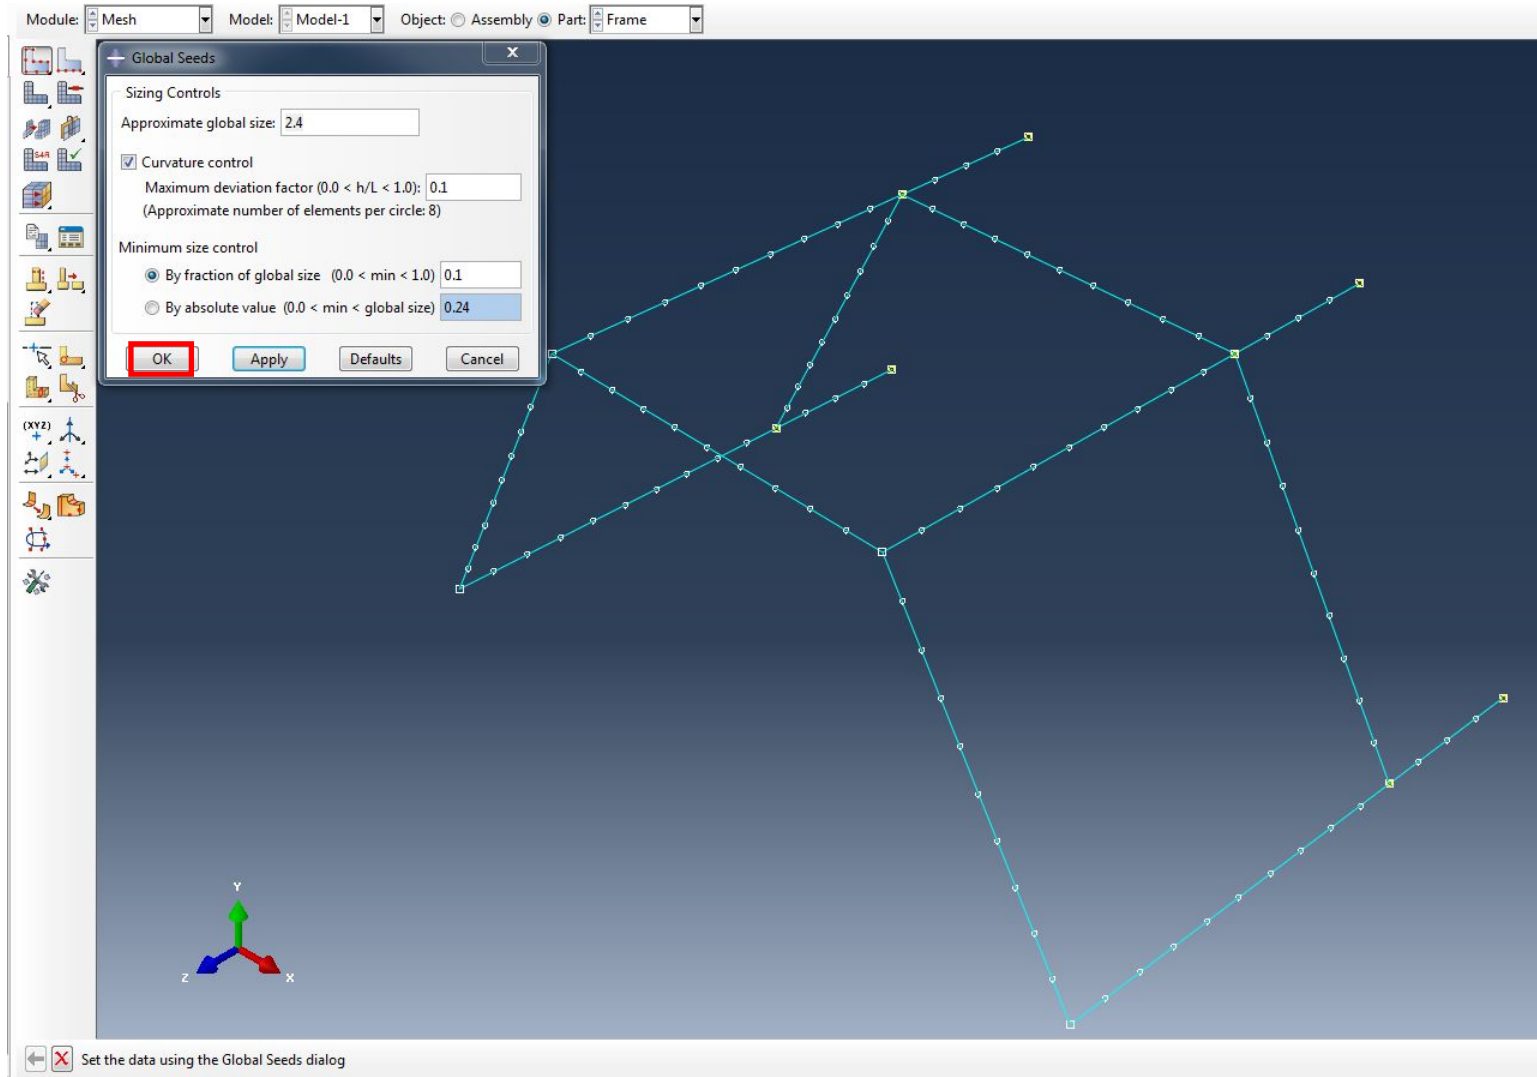 Module: Mesh Model: Model-1 Object: Assembly Part: Frame
Global Seeds
X
Sizing Controls
Approximate global size: 2.4
Curvature control
Maximum deviation factor (0.0 < h/L < 1.0): 0.1
(Approximate number of elements per circle: 8)
Minimum size control
By fraction of global size (0.0 < min < 1.0) 0.1
By absolute value (0.0 < min < global size) 0.24
OK Apply Defaults Cancel
S4R
(XYZ)
Y
Z
X
Set the data using the Global Seeds dialog